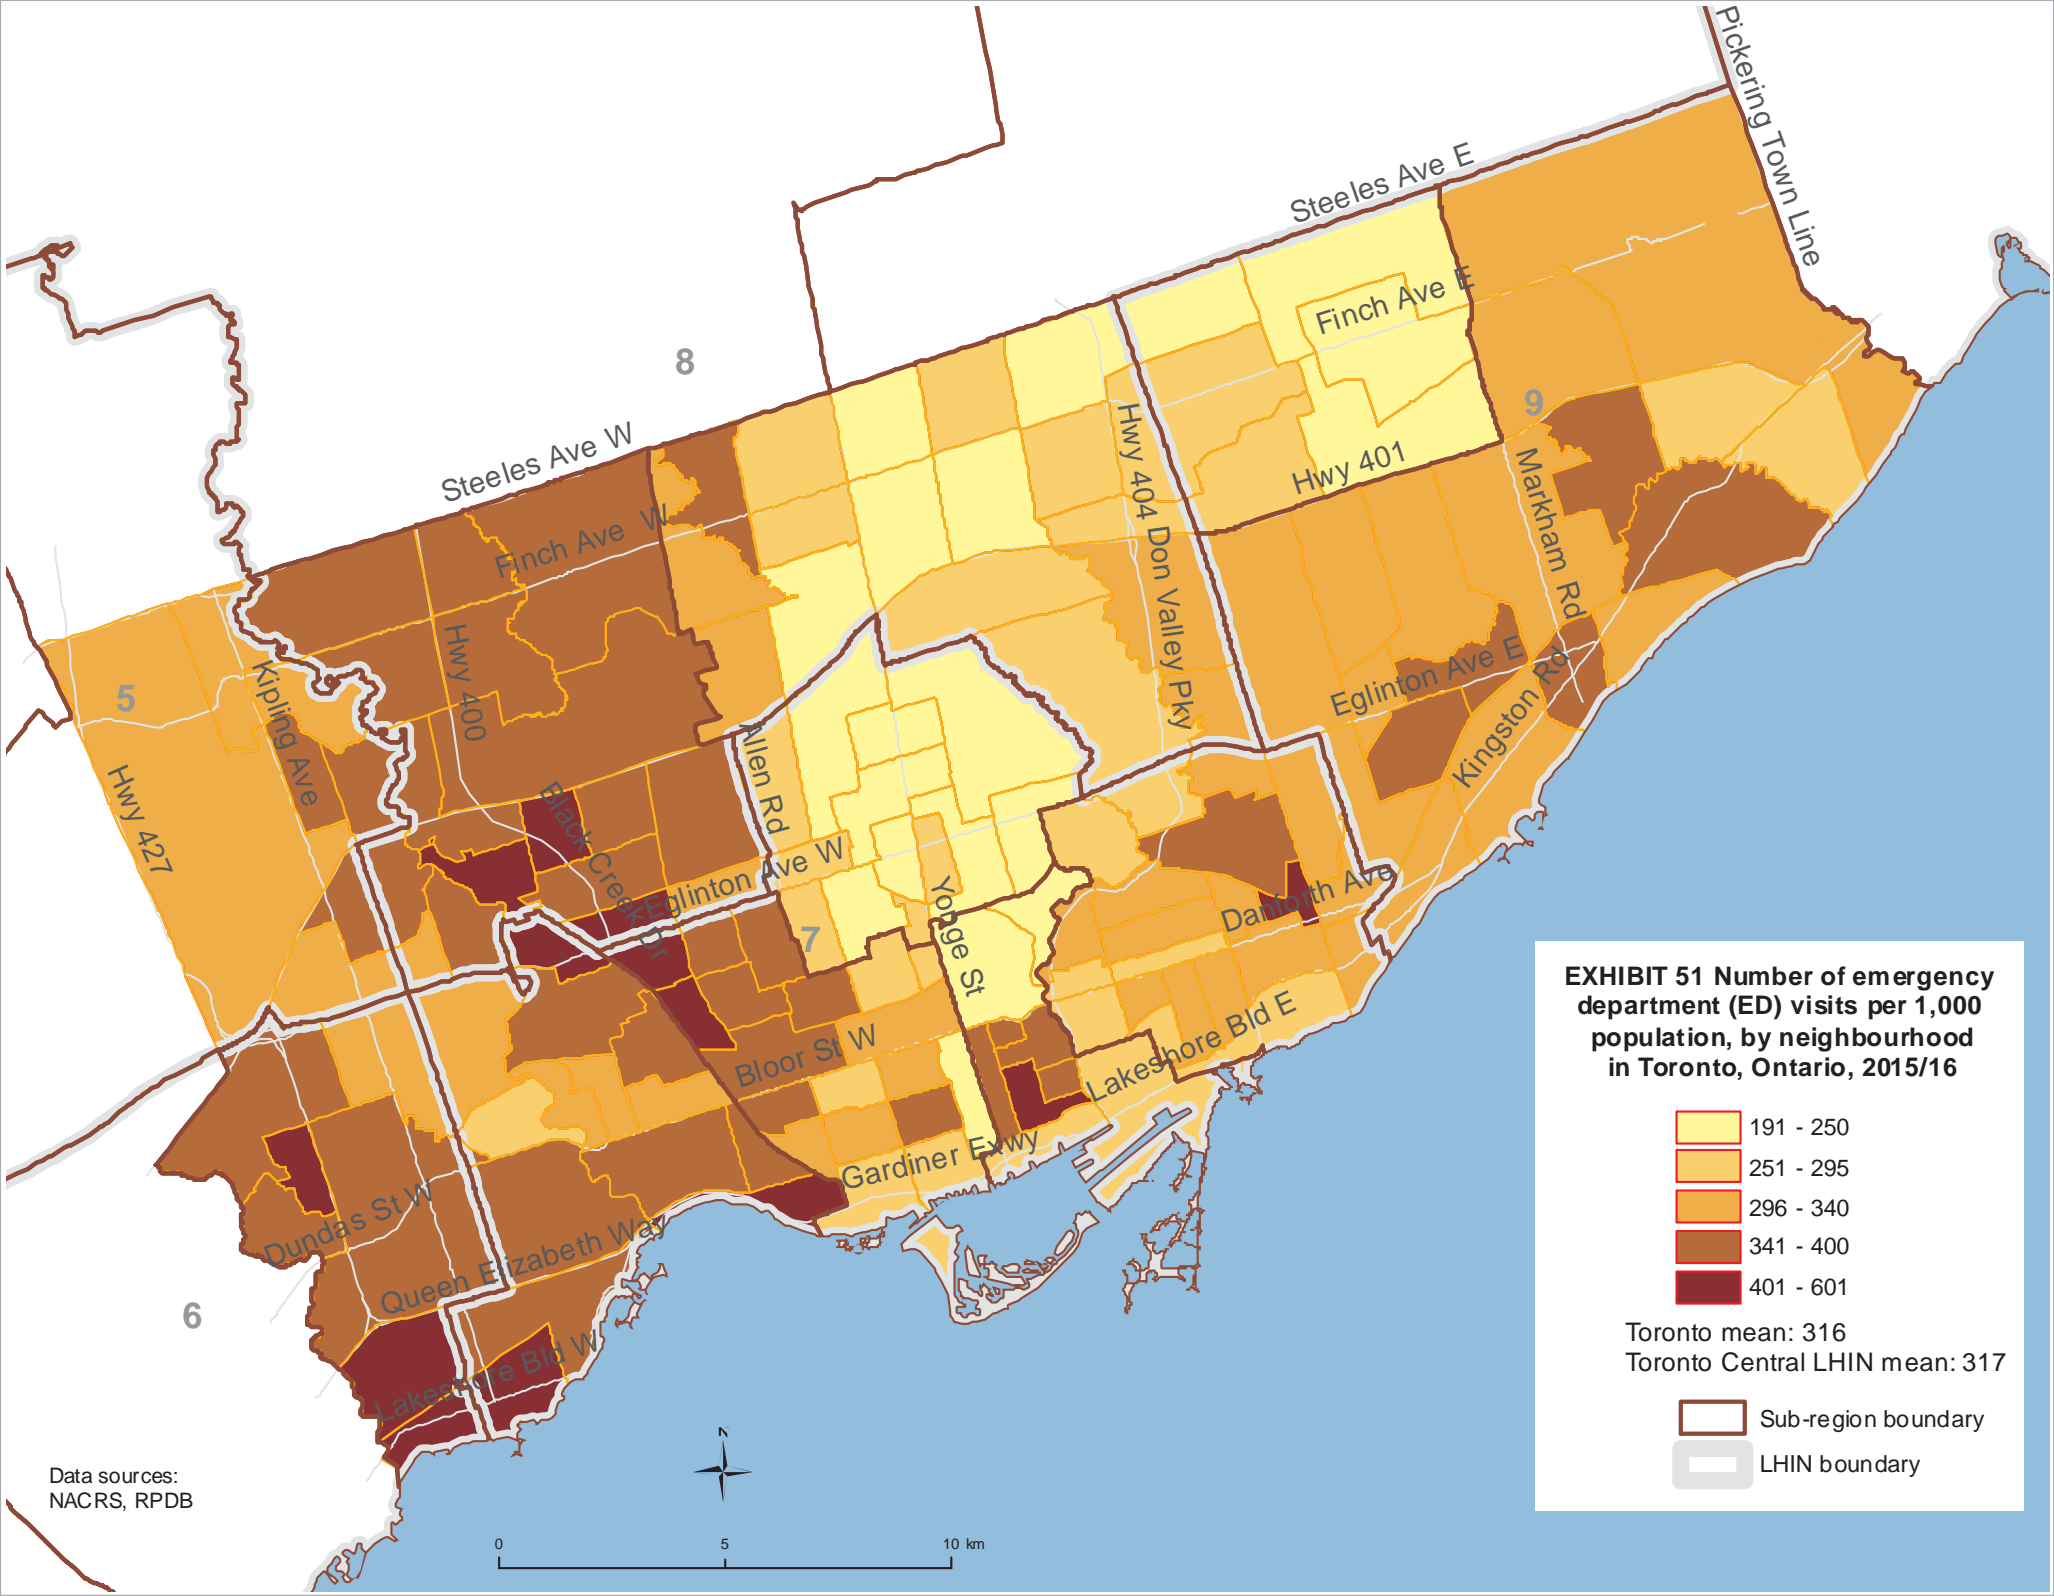 Pickering Town Line
Steeles Ave E
Finch Ave E
8
9
Steeles Ave W
Hwy 401
Hwy 404
Markham Rd
Finch Ave W
Don Valley Pky
Hwy 400
5
Kipling Ave
Eglinton Ave E
Kingston Rd
Hwy 427
Allen Rd
Black Creek Dr
Eglinton Ave W
Yonge St
Danforth Ave
7
Bloor St W
Lakeshore Bld E
Gardiner Exwy
Dundas St W
Queen Elizabeth Way
6
Lakeshore Bld W
EXHIBIT 51 Number of emergency
department (ED) visits per 1,000
population, by neighbourhood
in Toronto, Ontario, 2015/16
191 - 250
251 - 295
296 - 340
341 - 400
401 - 601
Toronto mean: 316
Toronto Central LHIN mean: 317
Sub-region boundary
LHIN boundary
Data sources:
NACRS, RPDB
N
0 5 10 km